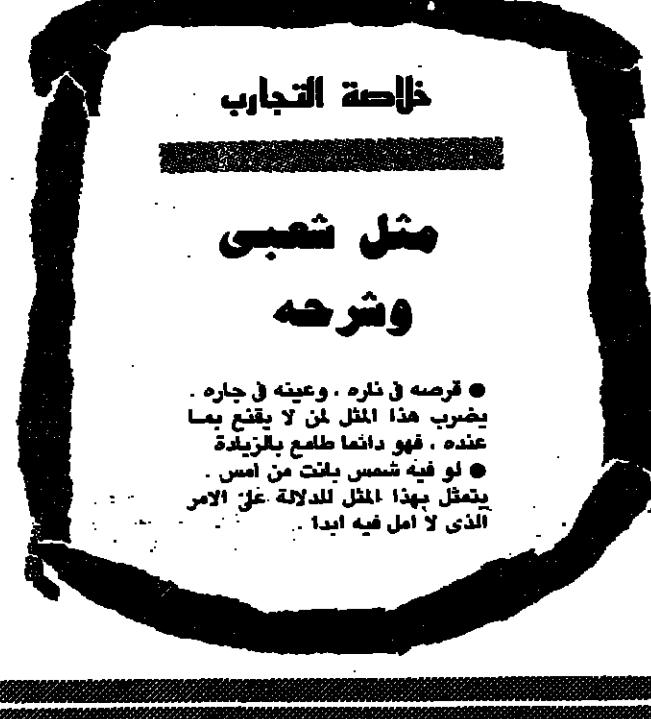 خلاصة التجارب
مثل شعبى
وشرحه
● قرصه في ناره ، وعينه في جاره .
يضرب هذا المثل لمن لا يقنع بما
عنده ، فهو دائما طامع بالزيادة
● لو فيه شمس بانت من امس .
يتمثل بهذا المثل للدلالة على الامر
الذى لا أمل فيه ابدا .